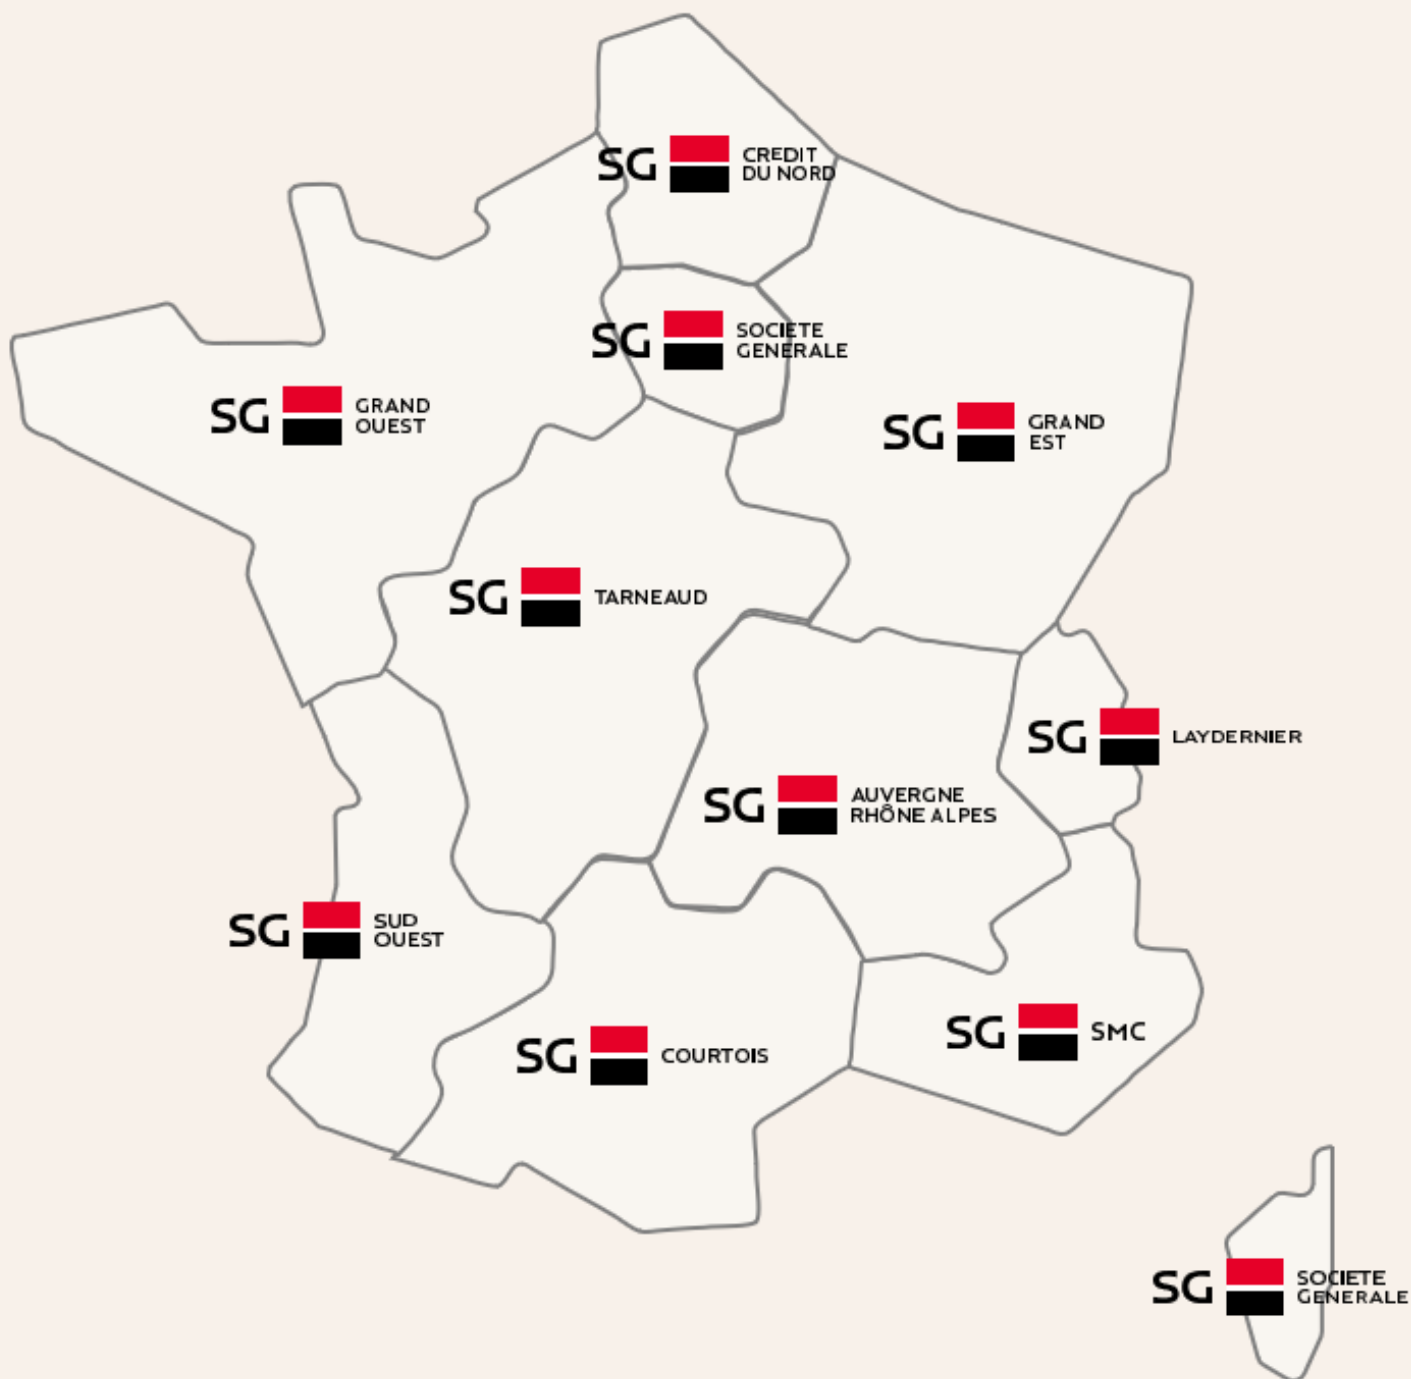 SG CREDIT
DU NORD
SG SOCIETE
GENERALE
SG GRAND
OUEST
SG GRAND
EST
SG TARNEAUD
SG LAYDERNIER
SG AUVERGNE
RHÔNE ALPES
SG SUD
OUEST
SG SMC
SG COURTOIS
SG SOCIETE
GENERALE